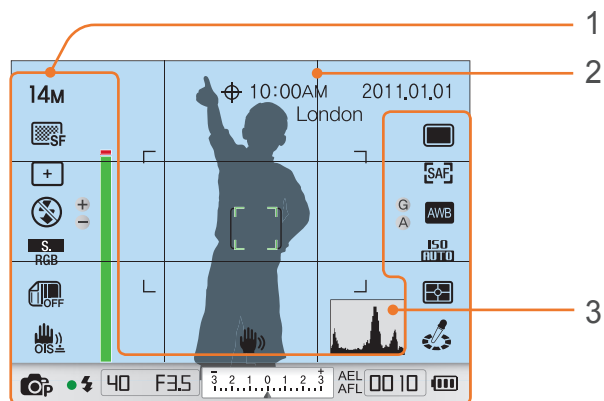 1
2
14M
10:00AM 2011.01.01
London
SF
SAF
+
G
A
AWB
S.
RGB
ISO
AUTO
OFF
3
OIS
P
40 F3.5
3 2 1 0 1 2 3
AEL
AFL
0010